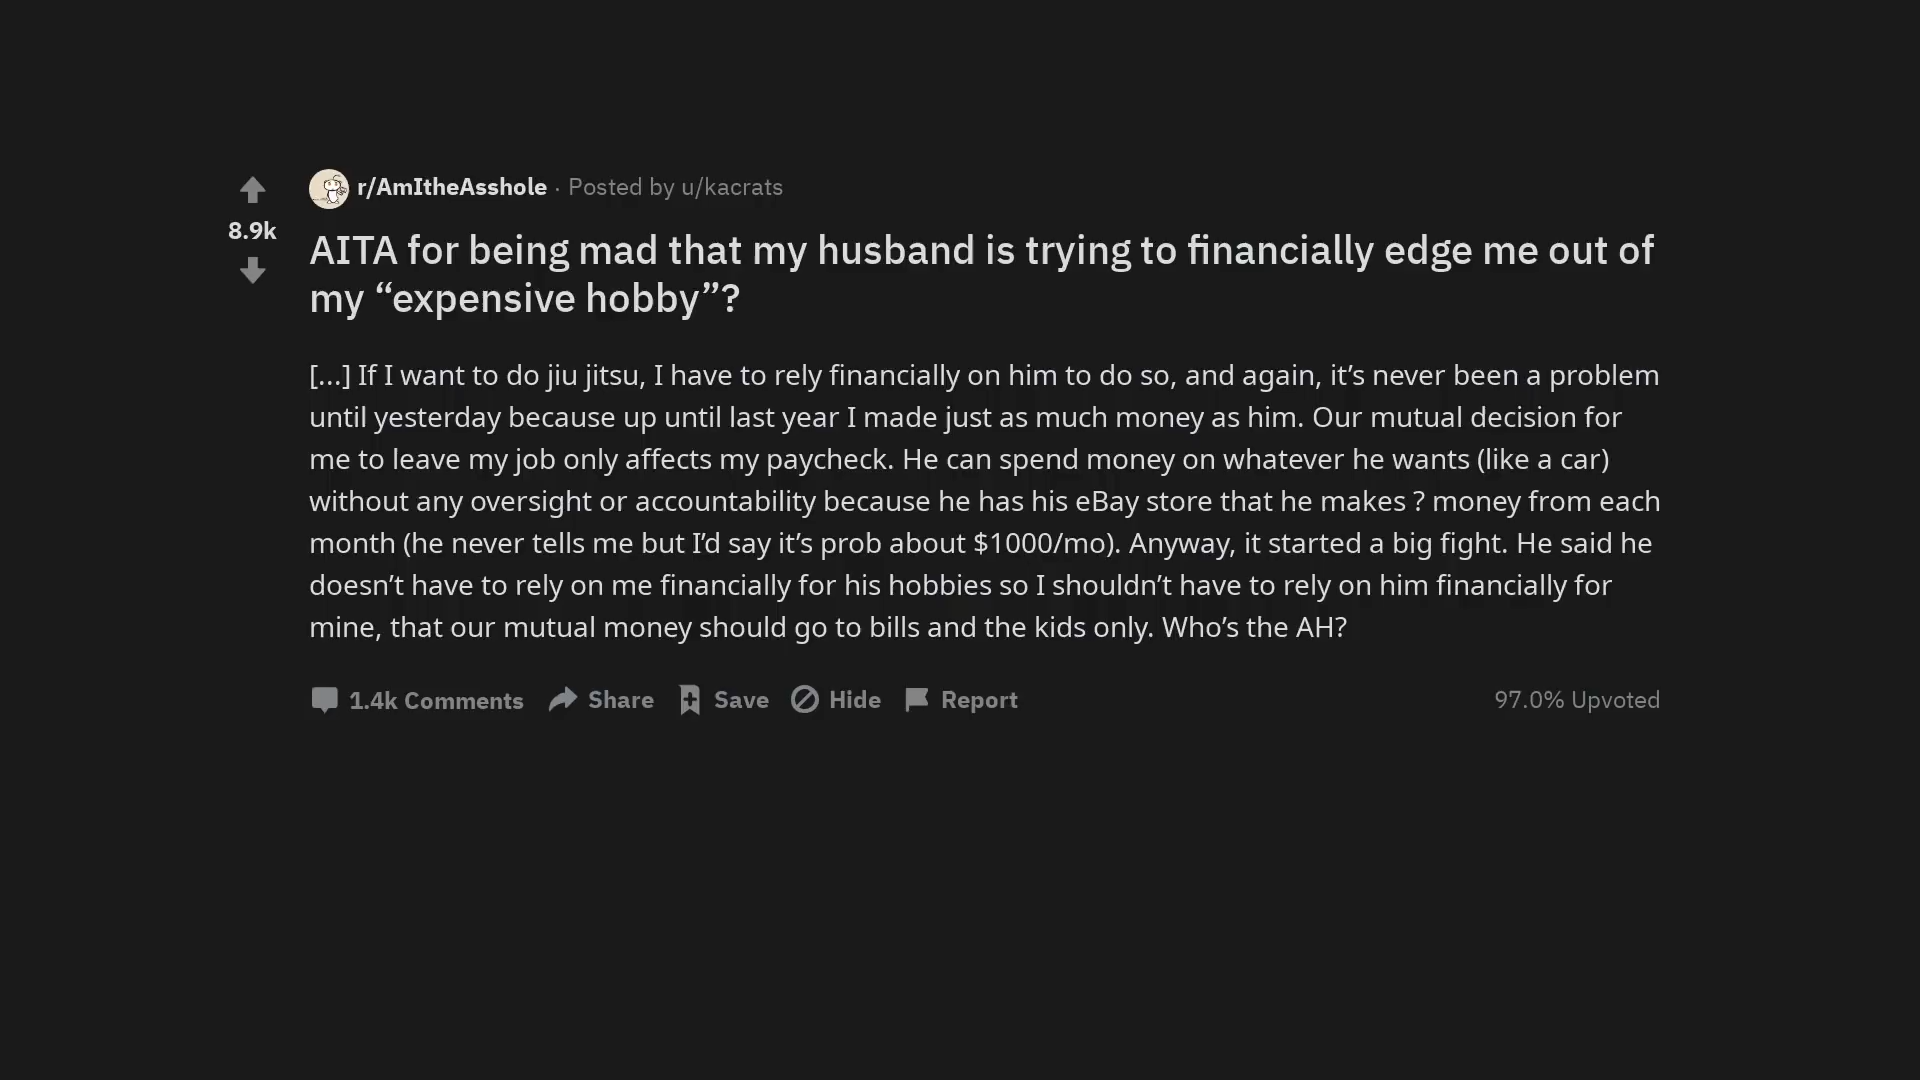 r/AmItheAsshole · Posted by u/kacrats
8.9k
AITA for being mad that my husband is trying to financially edge me out of
my “expensive hobby”?
[...] If I want to do jiu jitsu, I have to rely financially on him to do so, and again, it’s never been a problem
until yesterday because up until last year I made just as much money as him. Our mutual decision for
me to leave my job only affects my paycheck. He can spend money on whatever he wants (like a car)
without any oversight or accountability because he has his eBay store that he makes ? money from each
month (he never tells me but I’d say it’s prob about $1000/mo). Anyway, it started a big fight. He said he
doesn’t have to rely on me financially for his hobbies so I shouldn’t have to rely on him financially for
mine, that our mutual money should go to bills and the kids only. Who’s the AH?
1.4k Comments Share Save Hide Report 97.0% Upvoted